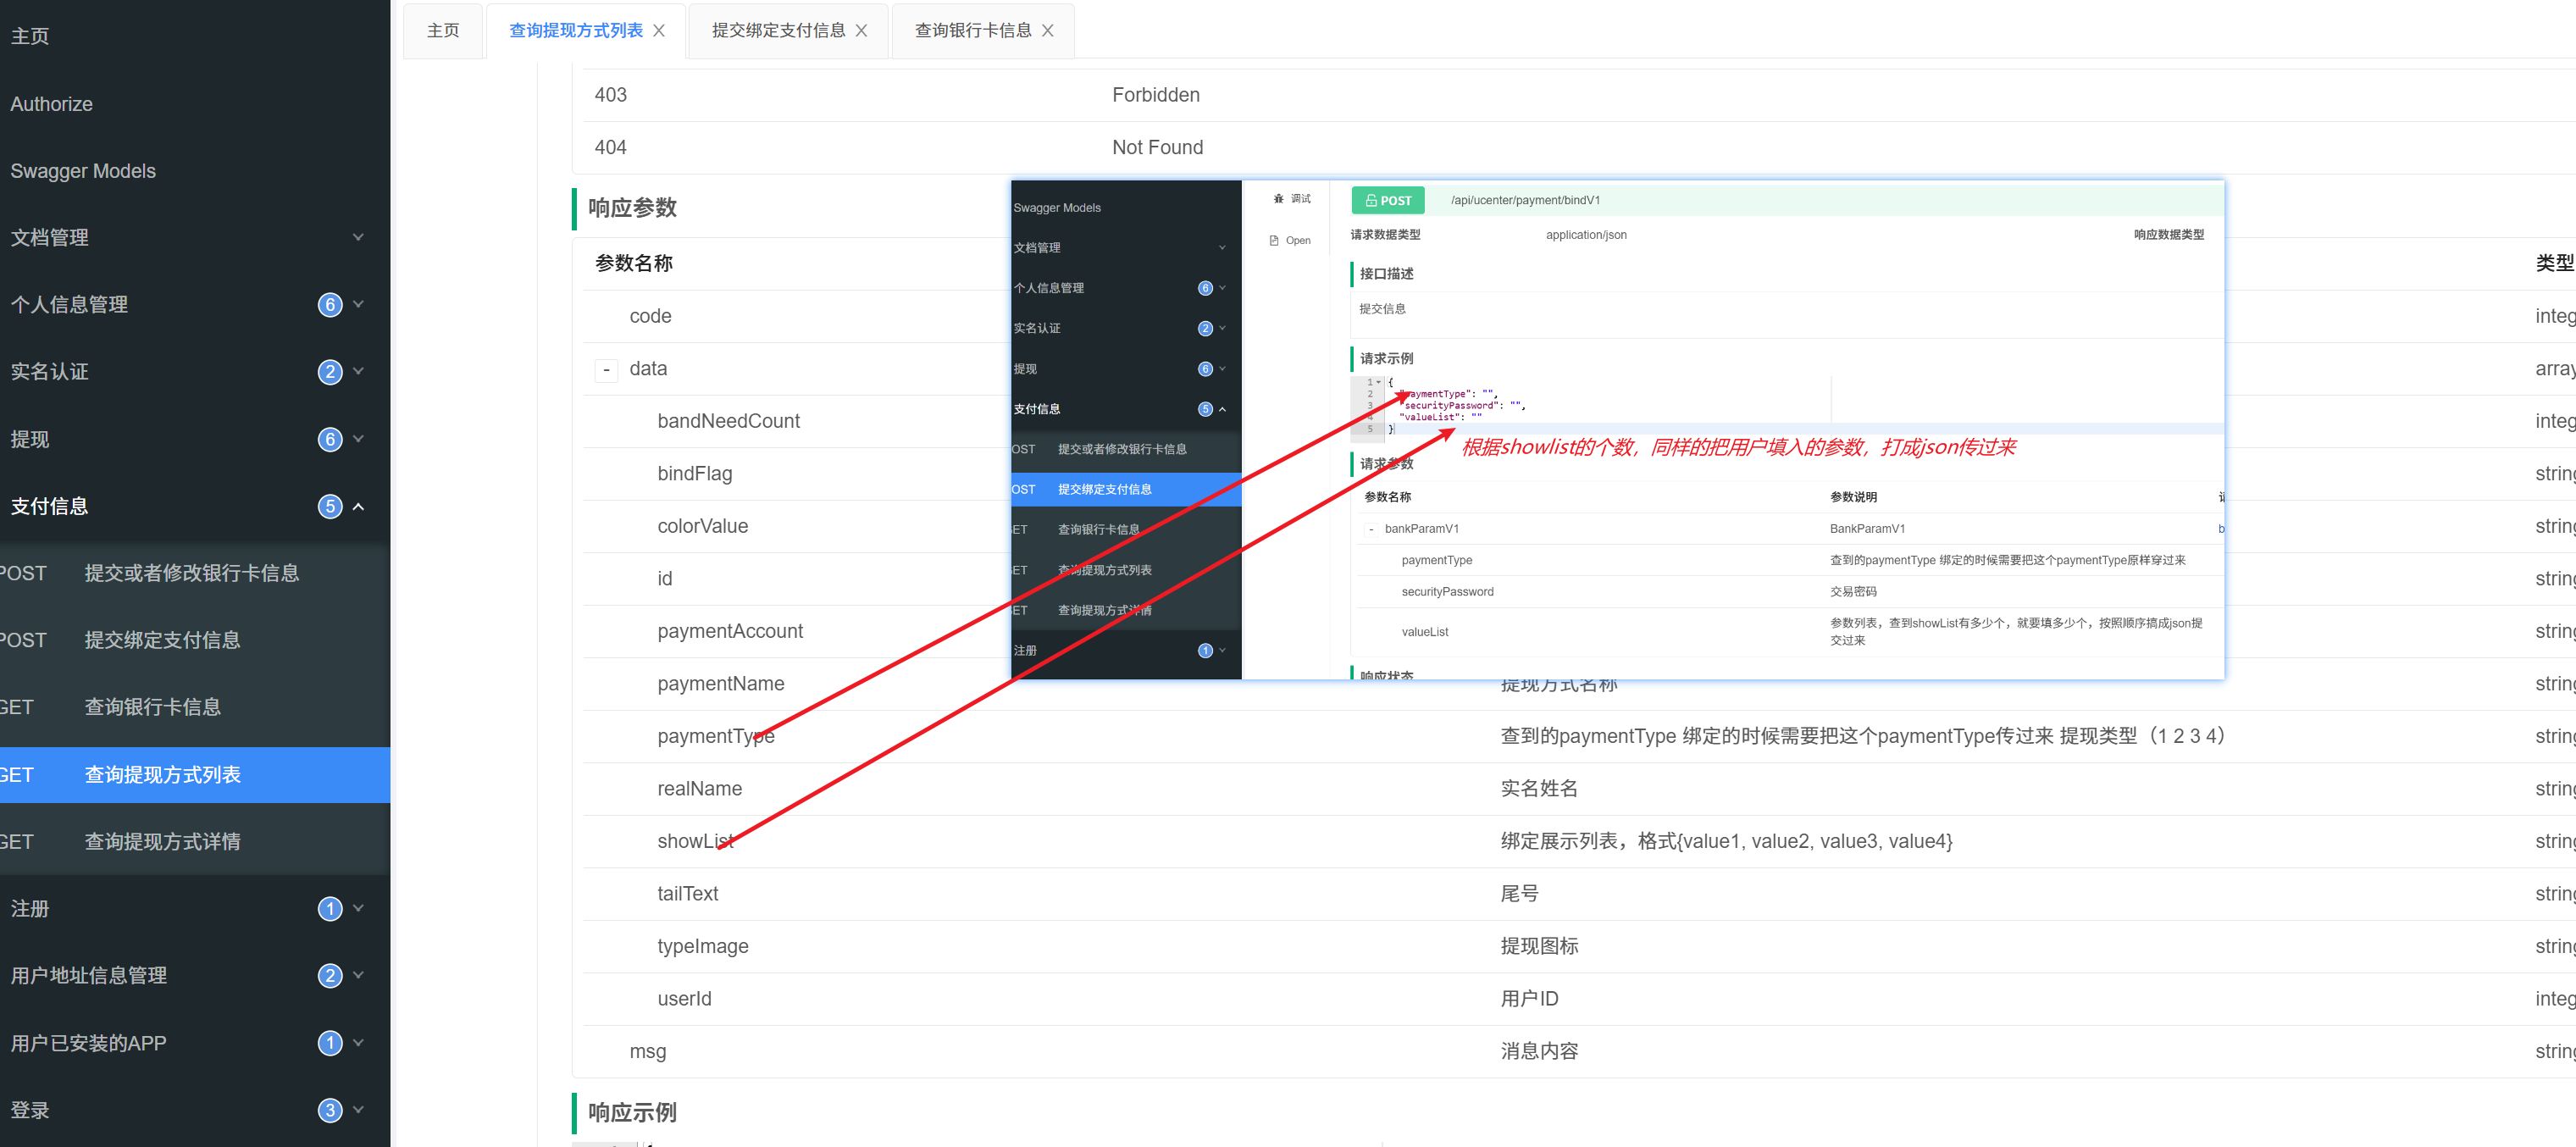 主页
Authorize
Swagger Models
文档管理
个人信息管理 6
实名认证 2
提现 6
支付信息 5
POST 提交或者修改银行卡信息
POST 提交绑定支付信息
GET 查询银行卡信息
GET 查询提现方式列表
GET 查询提现方式详情
注册 1
用户地址信息管理 2
用户已安装的APP 1
登录 3
主页 查询提现方式列表 提交绑定支付信息 查询银行卡信息
403 Forbidden
404 Not Found
响应参数
参数名称 类型
code integ
- data array
bandNeedCount integ
bindFlag string
colorValue string
id string
paymentAccount string
paymentName 提现方式名称 string
paymentType 查到的paymentType 绑定的时候需要把这个paymentType传过来 提现类型（1 2 3 4） string
realName 实名姓名 string
showList 绑定展示列表，格式{value1, value2, value3, value4} string
tailText 尾号 string
typeImage 提现图标 string
userId 用户ID integ
msg 消息内容 string
响应示例
Swagger Models
文档管理
个人信息管理 6
实名认证 2
提现 6
支付信息 5
OST 提交或者修改银行卡信息
OST 提交绑定支付信息
ET 查询银行卡信息
ET 查询提现方式列表
ET 查询提现方式详情
注册 1
调试
Open
POST /api/ucenter/payment/bindV1
请求数据类型 application/json 响应数据类型
接口描述
提交信息
请求示例
1 {
2 "paymentType": "",
3 "securityPassword": "",
4 "valueList": ""
5 }
根据showlist的个数，同样的把用户填入的参数，打成json传过来
请求参数
参数名称 参数说明
- bankParamV1 BankParamV1 b
paymentType 查到的paymentType 绑定的时候需要把这个paymentType原样穿过来
securityPassword 交易密码
valueList 参数列表，查到showList有多少个，就要填多少个，按照顺序搞成json提
交过来
响应状态